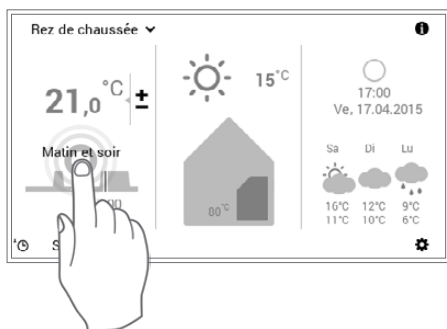 Rez de chaussée
21,0 °C
±
Matin et soir
15°C
80°C
17:00
Ve, 17.04.2015
Sa Di Lu
16°C 12°C 9°C
11°C 10°C 6°C